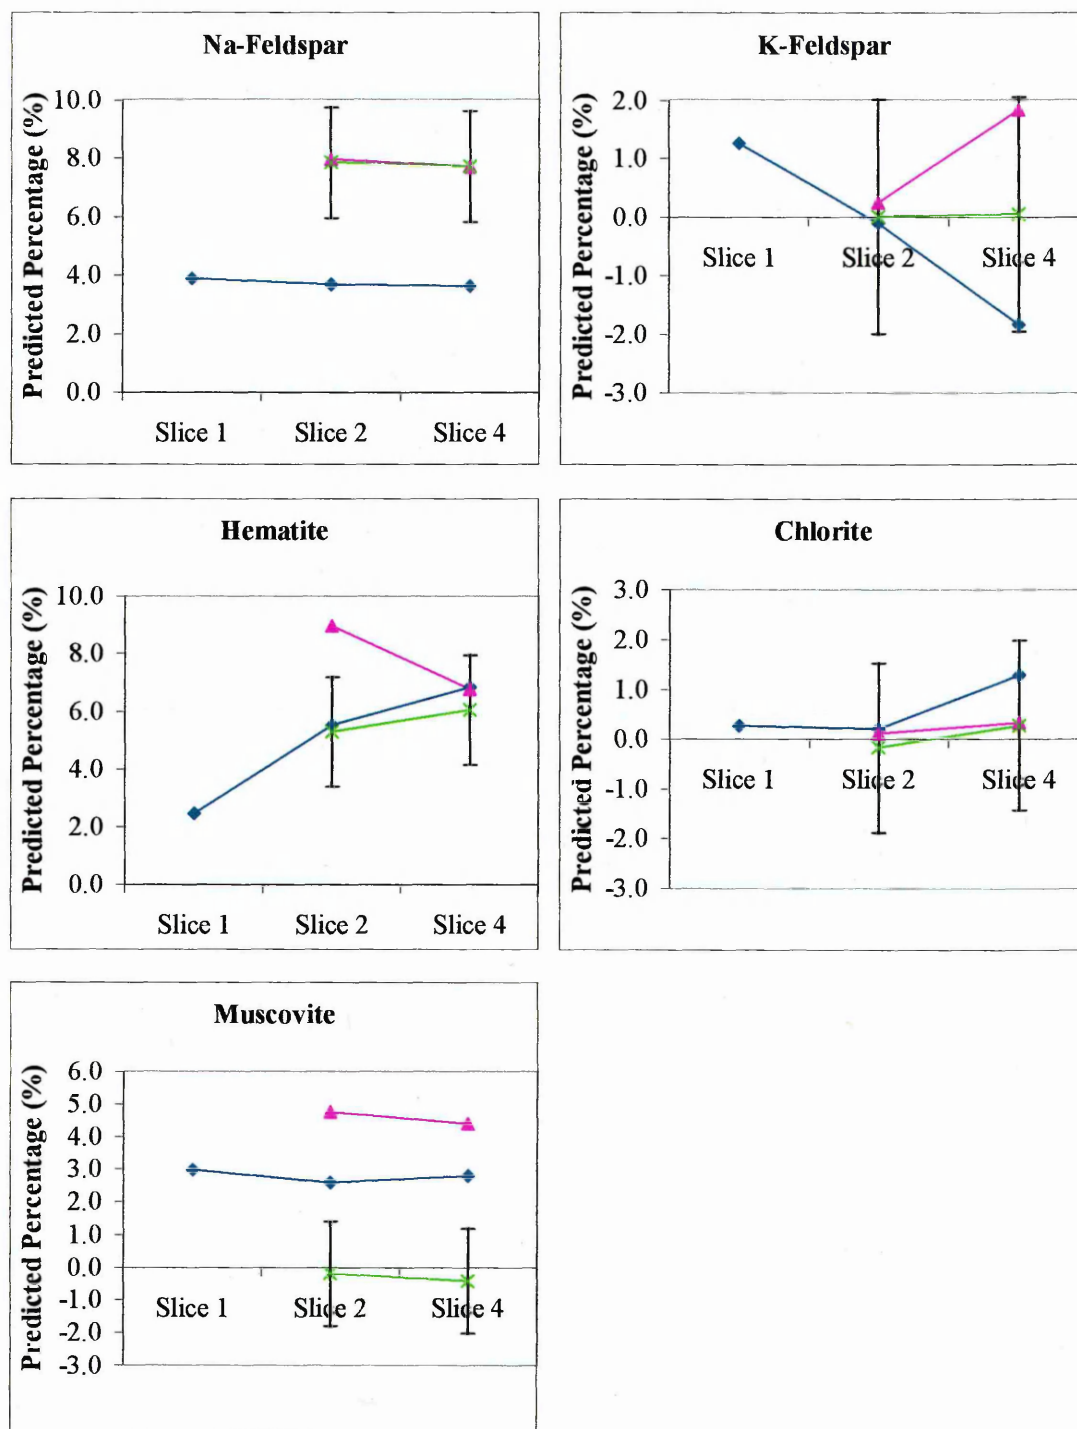 Na-Feldspar
Predicted Percentage (%)
10.0
8.0
6.0
4.0
2.0
0.0
Slice 1 Slice 2 Slice 4
K-Feldspar
Predicted Percentage (%)
2.0
1.0
0.0
-1.0
-2.0
-3.0
Slice 1 Slice 2 Slice 4
Hematite
Predicted Percentage (%)
10.0
8.0
6.0
4.0
2.0
0.0
Slice 1 Slice 2 Slice 4
Chlorite
Predicted Percentage (%)
3.0
2.0
1.0
0.0
-1.0
-2.0
-3.0
Slice 1 Slice 2 Slice 4
Muscovite
Predicted Percentage (%)
6.0
5.0
4.0
3.0
2.0
1.0
0.0
-1.0
-2.0
-3.0
Slice 1 Slice 2 Slice 4